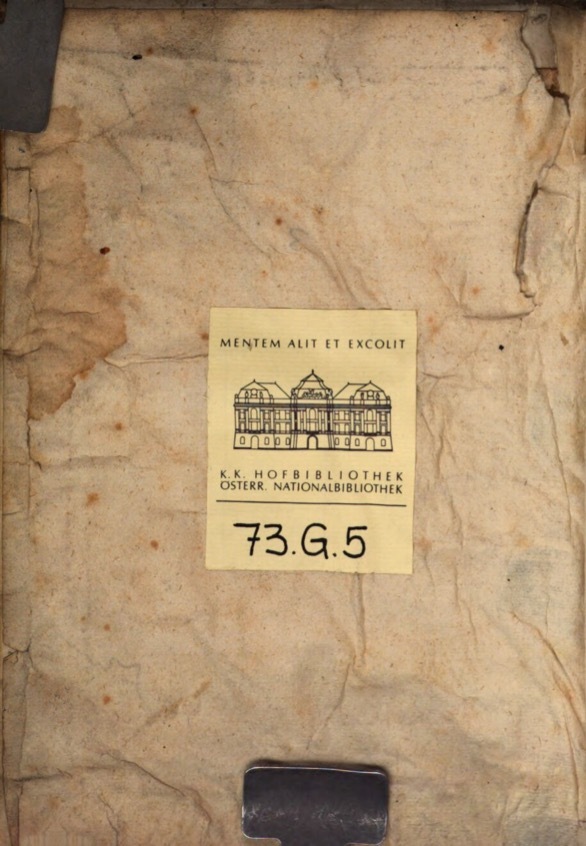 MENTEM ALIT ET EXCOLIT
K.K. HOFBIBLIOTHEK
ÖSTERR. NATIONALBIBLIOTHEK
73.G.5